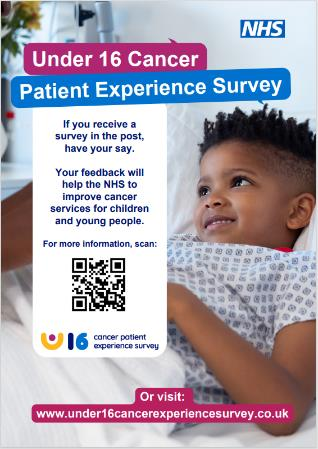 NHS
Under 16 Cancer
Patient Experience Survey
If you receive a
survey in the post,
have your say.
Your feedback will
help the NHS to
improve cancer
services for children
and young people.
For more information, scan:
U16 cancer patient
experience survey
Or visit:
www.under16cancerexperiencesurvey.co.uk